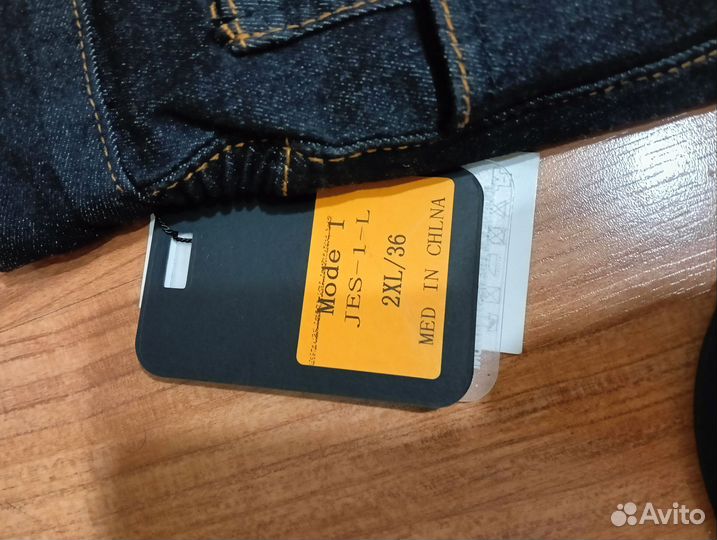 Mode 1
JES-1-L
2XL/36
MED IN CHLNA
Avito